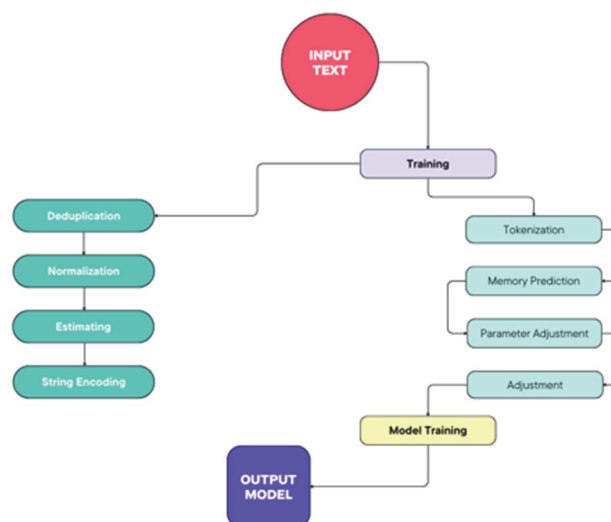 INPUT
TEXT
Training
Deduplication
Normalization
Estimating
String Encoding
Tokenization
Memory Prediction
Parameter Adjustment
Adjustment
Model Training
OUTPUT
MODEL